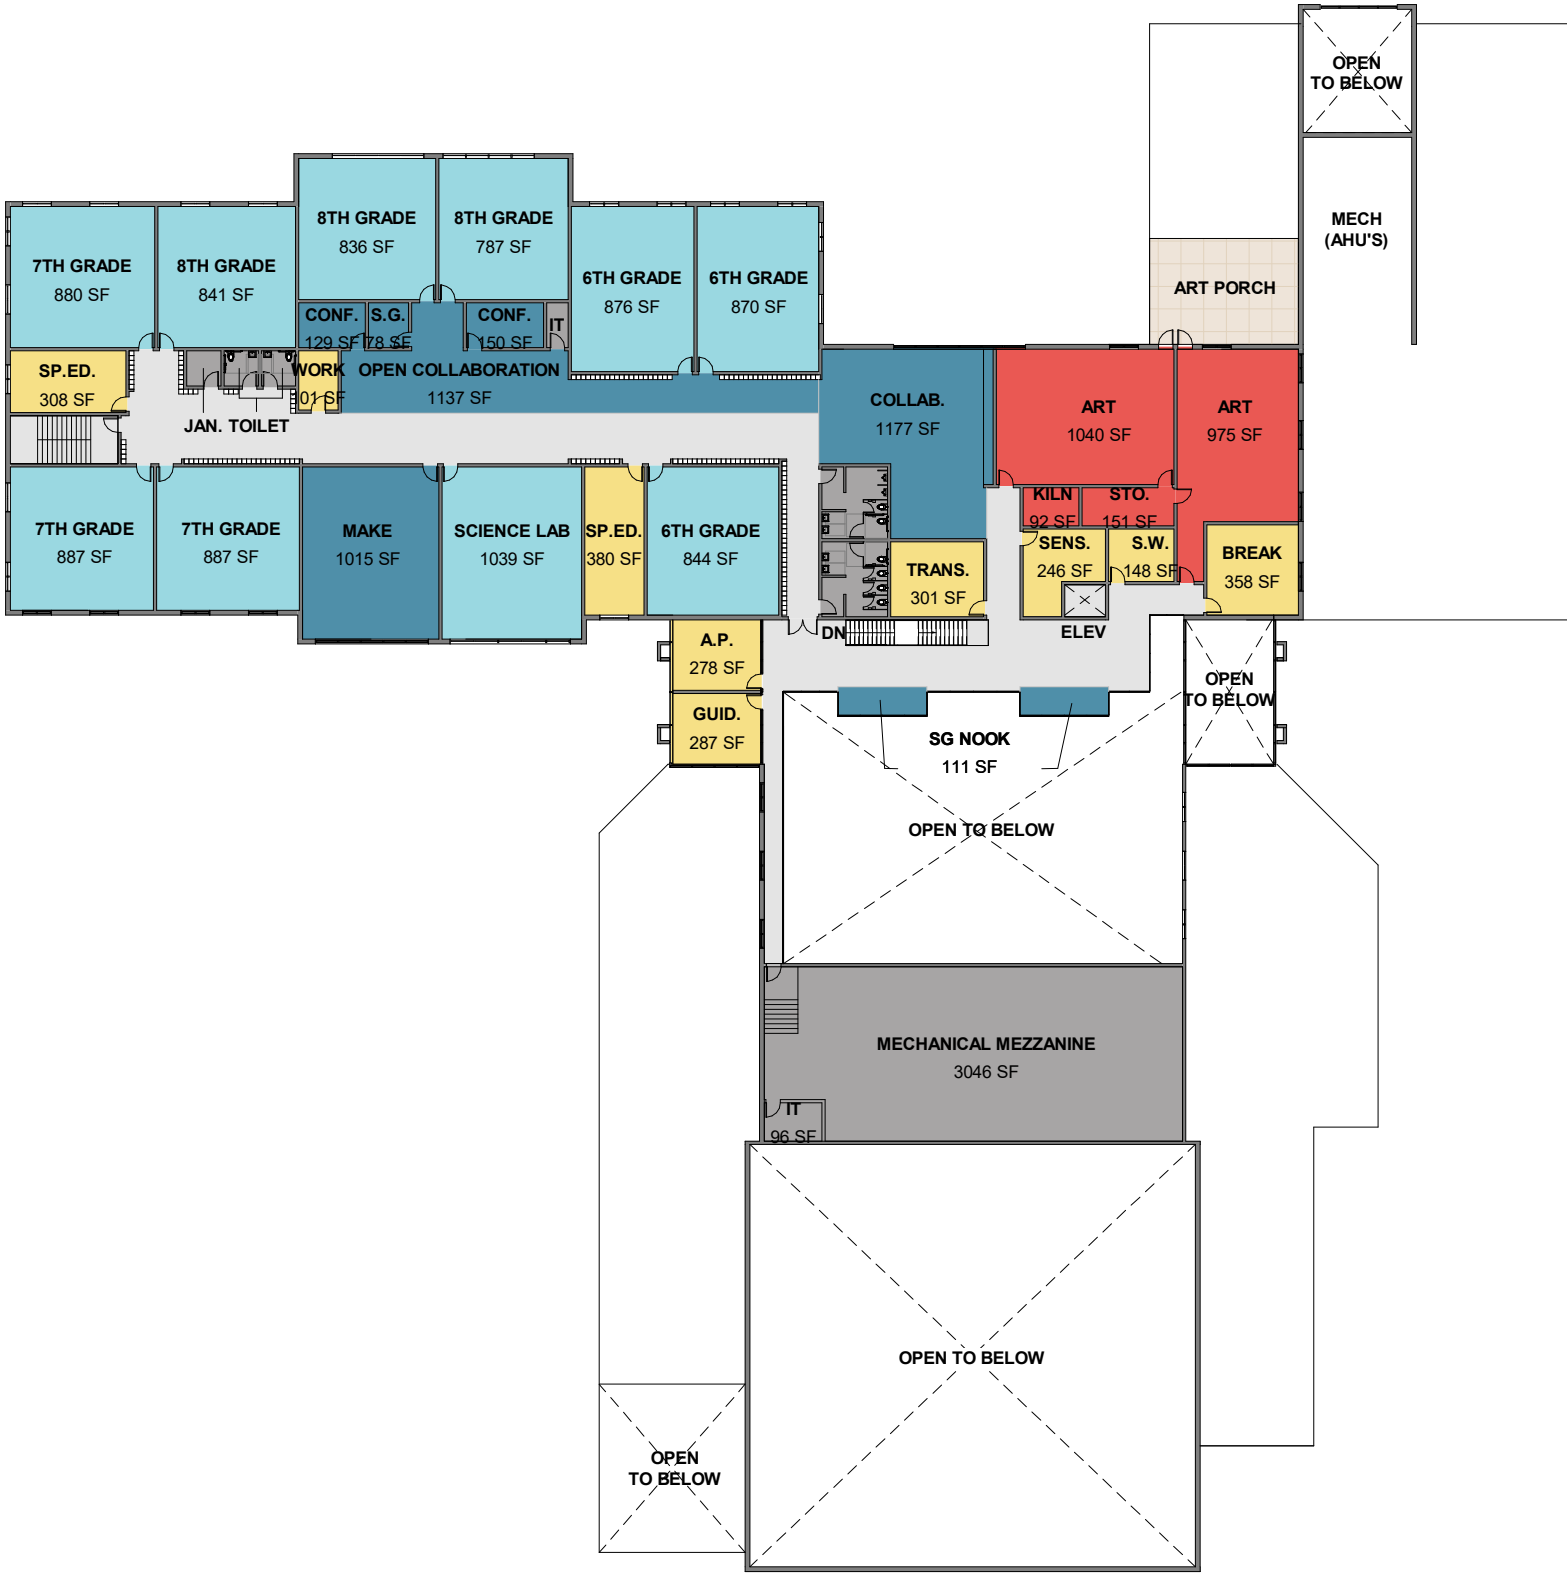 OPEN
TO BELOW
MECH
(AHU'S)
ART PORCH
8TH GRADE
836 SF
8TH GRADE
787 SF
7TH GRADE
880 SF
8TH GRADE
841 SF
6TH GRADE
876 SF
6TH GRADE
870 SF
CONF.
129 SF
S.G.
78 SF
CONF.
150 SF
IT
SP.ED.
308 SF
WORK
01 SF
OPEN COLLABORATION
1137 SF
JAN. TOILET
COLLAB.
1177 SF
ART
1040 SF
ART
975 SF
KILN
92 SF
STO.
151 SF
7TH GRADE
887 SF
7TH GRADE
887 SF
MAKE
1015 SF
SCIENCE LAB
1039 SF
SP.ED.
380 SF
6TH GRADE
844 SF
TRANS.
301 SF
SENS.
246 SF
S.W.
148 SF
BREAK
358 SF
DN
ELEV
A.P.
278 SF
GUID.
287 SF
OPEN
TO BELOW
SG NOOK
111 SF
OPEN TO BELOW
MECHANICAL MEZZANINE
3046 SF
IT
96 SF
OPEN TO BELOW
OPEN
TO BELOW